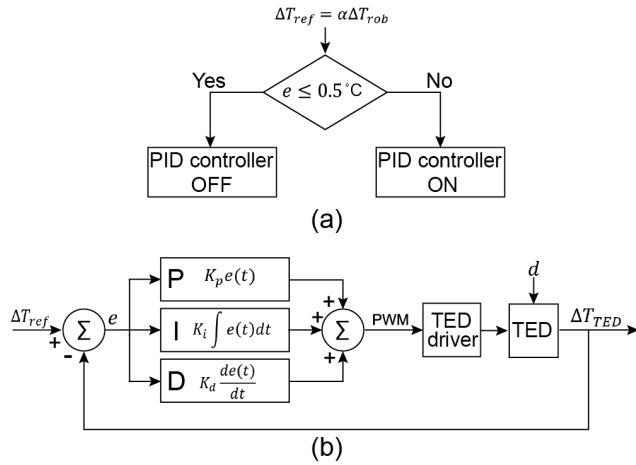 ΔT_ref = αΔT_rob
e ≤ 0.5°C
Yes
No
PID controller
OFF
PID controller
ON
(a)
P K_p e(t)
I K_i ∫ e(t)dt
D K_d de(t)/dt
ΔT_ref
+
-
Σ
e
+
+
+
Σ
PWM
TED
driver
d
TED
ΔT_TED
(b)